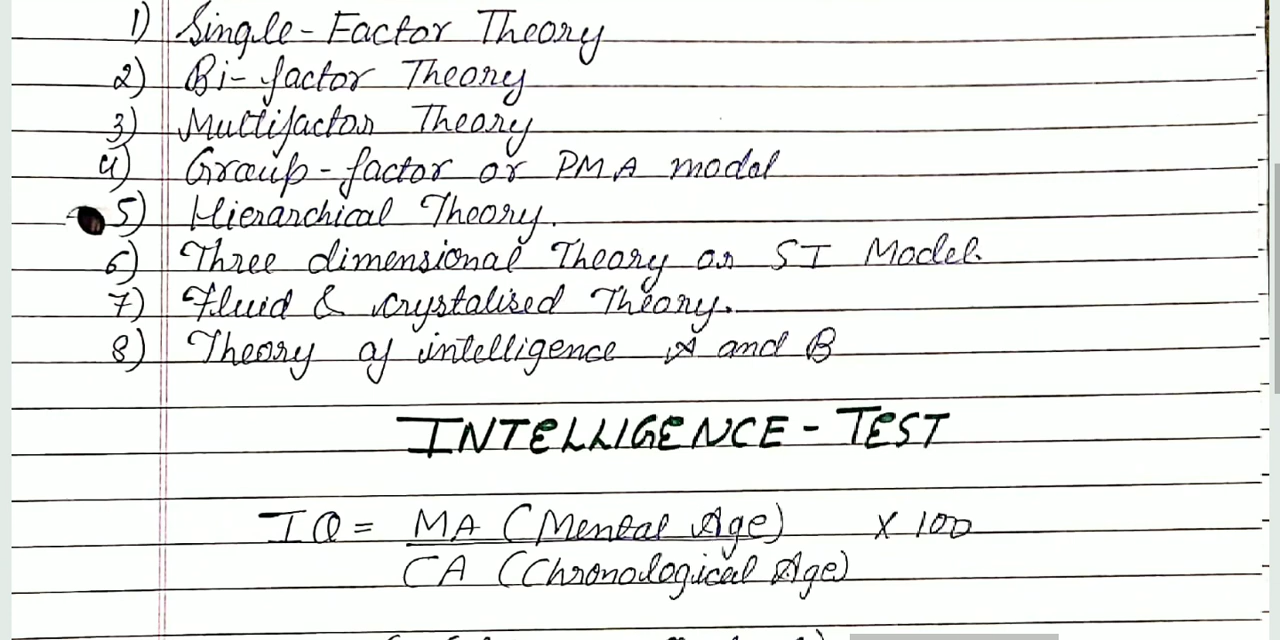 1) Single-Factor Theory
2) Bi-factor Theory
3) Multifactor Theory
4) Group-factor or PMA model
5) Hierarchical Theory.
6) Three dimensional Theory or SI Model.
7) Fluid & crystalised Theory.
8) Theory of intelligence A and B
INTELLIGENCE-TEST
IQ = MA (Mental Age) X 100
CA (Chronological Age)